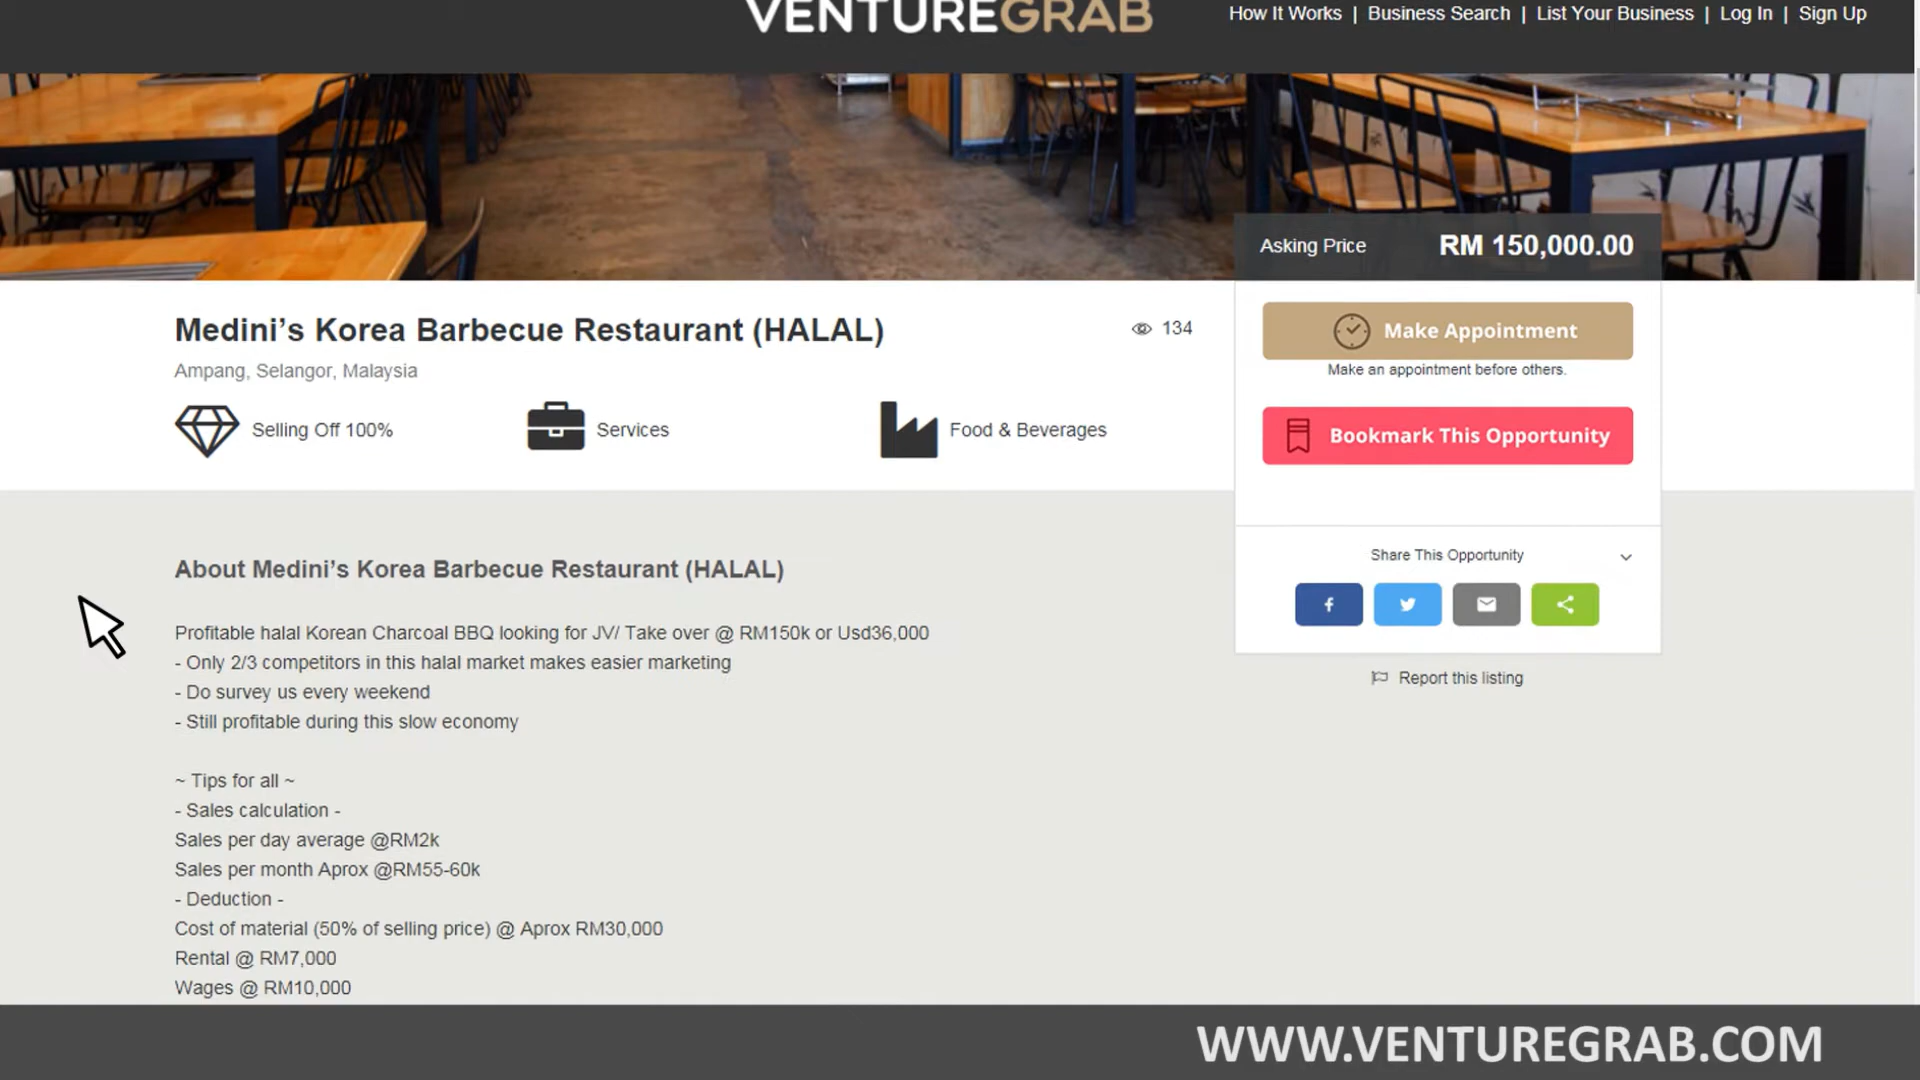 VENTUREGRAB
How It Works | Business Search | List Your Business | Log In | Sign Up
Asking Price RM 150,000.00
Medini’s Korea Barbecue Restaurant (HALAL)
134
Ampang, Selangor, Malaysia
Selling Off 100%
Services
Food & Beverages
Make Appointment
Make an appointment before others.
Bookmark This Opportunity
Share This Opportunity
Report this listing
About Medini’s Korea Barbecue Restaurant (HALAL)
Profitable halal Korean Charcoal BBQ looking for JV/ Take over @ RM150k or Usd36,000
- Only 2/3 competitors in this halal market makes easier marketing
- Do survey us every weekend
- Still profitable during this slow economy
~ Tips for all ~
- Sales calculation -
Sales per day average @RM2k
Sales per month Aprox @RM55-60k
- Deduction -
Cost of material (50% of selling price) @ Aprox RM30,000
Rental @ RM7,000
Wages @ RM10,000
WWW.VENTUREGRAB.COM